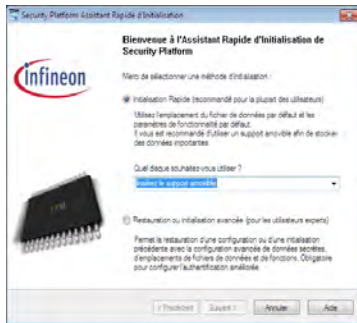 Security Platform Assistant Rapide d'Initialisation
Bienvenue à l'Assistant Rapide d'Initialisation de
Security Platform
infineon
Merci de sélectionner une méthode d'initialisation :
Initialisation Rapide (recommandé pour la plupart des utilisateurs)
Utilisez l'emplacement du fichier de données par défaut et les
paramètres de fonctionnalité par défaut.
Il vous est recommandé d'utiliser un support amovible afin de stocker
des données importantes.
Quel disque souhaitez-vous utiliser ?
Insérez le support amovible
TPM
Restauration ou initialisation avancée (pour les utilisateurs experts)
Permet la restauration d'une configuration ou d'une initialisation
précédente avec la configuration avancée de données secrètes,
d'emplacements de fichiers de données et de fonctions. Obligatoire
pour configurer l'authentification améliorée.
< Précédent
Suivant >
Annuler
Aide